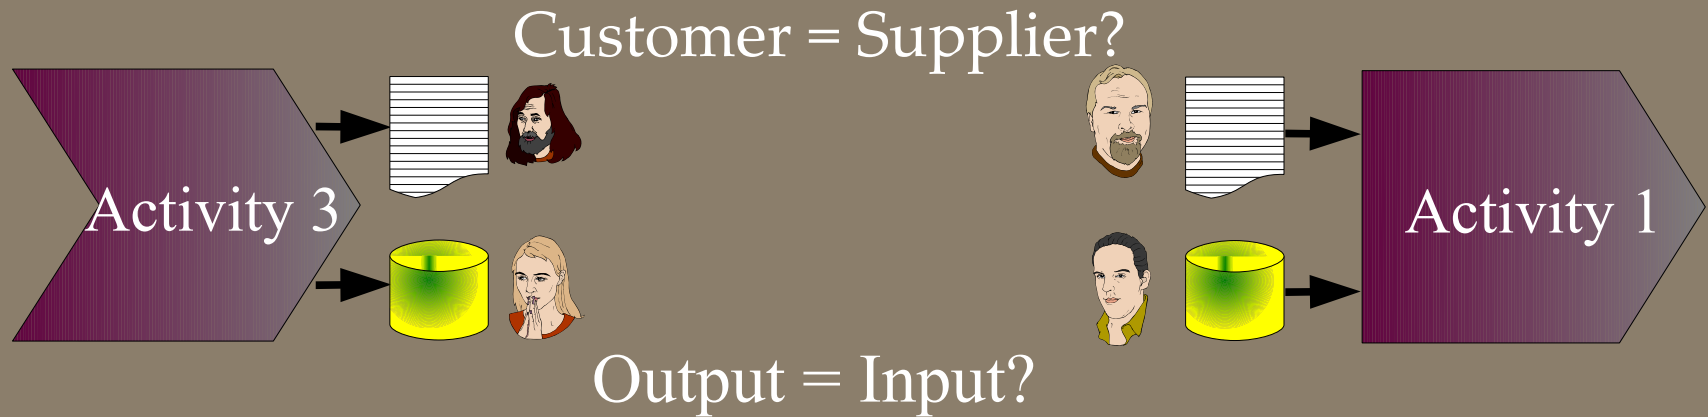 Customer = Supplier?
Activity 3
Activity 1
Output = Input?